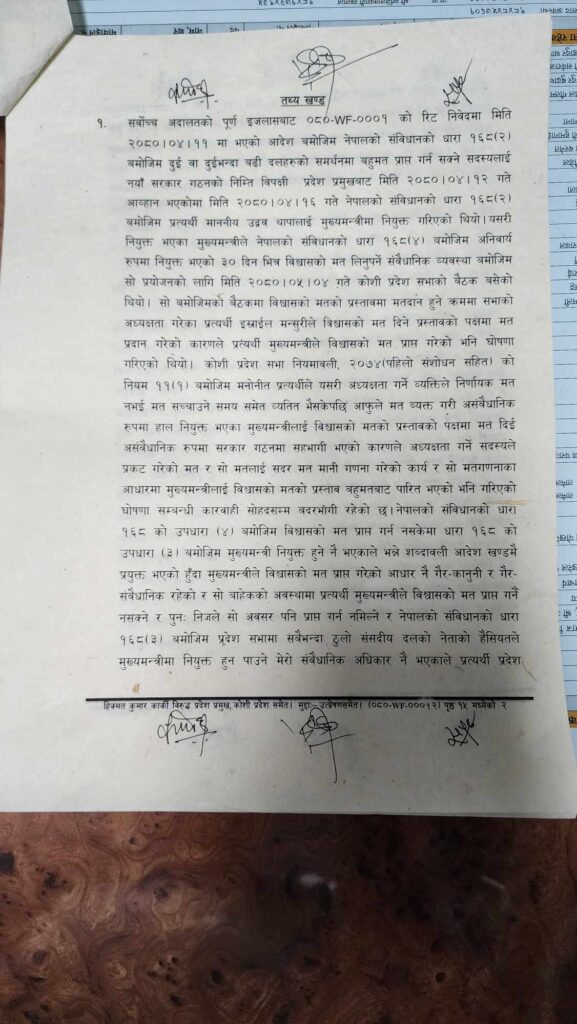 तथ्य खण्ड
१. सर्वोच्च अदालतको पूर्ण इजलासबाट ०८०-WF-०००१ को रिट निवेदमा मिति
२०८०।०४।११ मा भएको आदेश बमोजिम नेपालको संविधानको धारा १६८(२)
बमोजिम दुई वा दुईभन्दा बढी दलहरुको समर्थनमा बहुमत प्राप्त गर्न सक्ने सदस्यलाई
नयाँ सरकार गठनको निम्ति विपक्षी प्रदेश प्रमुखबाट मिति २०८०।०४।१२ गते
आव्हान भएकोमा मिति २०८०।०४।१६ गते नेपालको संविधानको धारा १६८(२)
बमोजिम प्रत्यर्थी माननीय उद्धव थापालाई मुख्यमन्त्रीमा नियुक्त गरिएको थियो।यसरी
नियुक्त भएका मुख्यमन्त्रीले नेपालको संविधानको धारा १६८(४) बमोजिम अनिवार्य
रुपमा नियुक्त भएको ३० दिन भित्र विश्वासको मत लिनुपर्ने संवैधानिक व्यवस्था बमोजिम
सो प्रयोजनको लागि मिति २०८०।०५।०४ गते कोशी प्रदेश सभाको बैठक बसेको
थियो। सो बमोजिमको बैठकमा विश्वासको मतको प्रस्तावमा मतदान हुने क्रममा सभाको
अध्यक्षता गरेका प्रत्यर्थी इस्राईल मन्सुरीले विश्वासको मत दिने प्रस्तावको पक्षमा मत
प्रदान गरेको कारणले प्रत्यर्थी मुख्यमन्त्रीले विश्वासको मत प्राप्त गरेको भनि घोषणा
गरिएको थियो। कोशी प्रदेश सभा नियमावली, २०७४(पहिलो संशोधन सहित) को
नियम ११(१) बमोजिम मनोनीत प्रत्यर्थीले यसरी अध्यक्षता गर्ने व्यक्तिले निर्णायक मत
नभई मत सच्चाउने समय समेत व्यतित भैसकेपछि आफुले मत व्यक्त गरी असंवैधानिक
रुपमा हाल नियुक्त भएका मुख्यमन्त्रीलाई विश्वासको मतको प्रस्तावको पक्षमा मत दिई
असंवैधानिक रुपमा सरकार गठनमा सहभागी भएको कारणले अध्यक्षता गर्ने सदस्यले
प्रकट गरेको मत र सो मतलाई सदर मत मानी गणना गरेको कार्य र सो मतगणनाका
आधारमा मुख्यमन्त्रीलाई विश्वासको मतको प्रस्ताव बहुमतबाट पारित भएको भनि गरिएको
घोषणा सम्बन्धी कारवाही सोहदसम्म बदरभागी रहेको छ।नेपालको संविधानको धारा
१६८ को उपधारा (४) बमोजिम विश्वासको मत प्राप्त गर्न नसकेमा धारा १६८ को
उपधारा (३) बमोजिम मुख्यमन्त्री नियुक्त हुने नै भएकाले भन्ने शब्दावली आदेश खण्डमै
प्रयुक्त भएको हुँदा मुख्यमन्त्रीले विश्वासको मत प्राप्त गरेको आधार नै गैर-कानुनी र गैर-
संवैधानिक रहेको र सो बाहेकको अवस्थामा प्रत्यर्थी मुख्यमन्त्रीले विश्वासको मत प्राप्त गर्नै
नसक्ने र पुनः निजले सो अवसर पनि प्राप्त गर्न नमिल्ने र नेपालको संविधानको धारा
१६८(३) बमोजिम प्रदेश सभामा सबैभन्दा ठुलो संसदीय दलको नेताको हैसियतले
मुख्यमन्त्रीमा नियुक्त हुन पाउने मेरो संवैधानिक अधिकार नै भएकाले प्रत्यर्थी प्रदेश
हिक्मत कुमार कार्की विरुद्ध प्रदेश प्रमुख,कोशी प्रदेश समेत। मुद्दाः- उत्प्रेषणसमेत। (०८०-WF-०००१२) पृष्ठ १५ मध्येको २